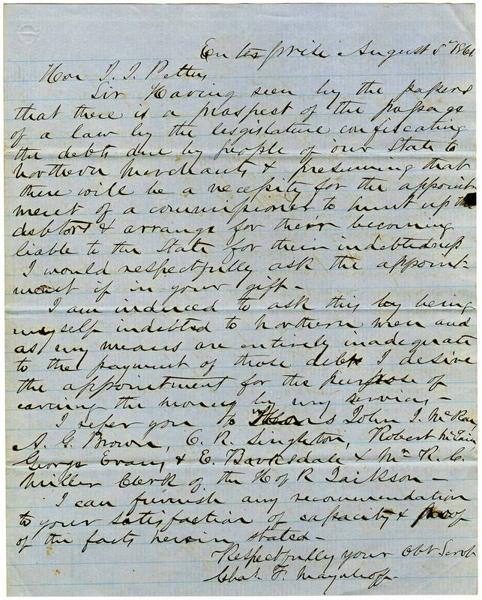 Enterprise August 5th 1861
Hon J. J. Pettus
Sir Having seen by the papers
that there is a prospect of the passage
of a law by the Legislature confiscating
the debts due by people of our State to
Northern Merchants & presuming that
there will be a necessity for the appoint-
ment of a commissioner to hunt up the
debtors & arrange for their becoming
liable to the State for their indebtedness
I would respectfully ask the appoint-
ment if in your gift-
I am induced to ask this by being
myself indebted to Northern men and
as my means are entirely inadequate
to the payment of those debts I desire
the appointment for the purpose of
earning the money by my services-
I refer you to Hons John J. McRae
A. G. Brown, O. R. Singleton, Robert
George Evans, & E. Barksdale & Mr R. C.
Miller Clerk of the H of R Jackson-
I can furnish any recommendation
to your satisfaction of capacity & proof
of the facts herein stated-
Respectfully your Obt Servt
Chas. F.